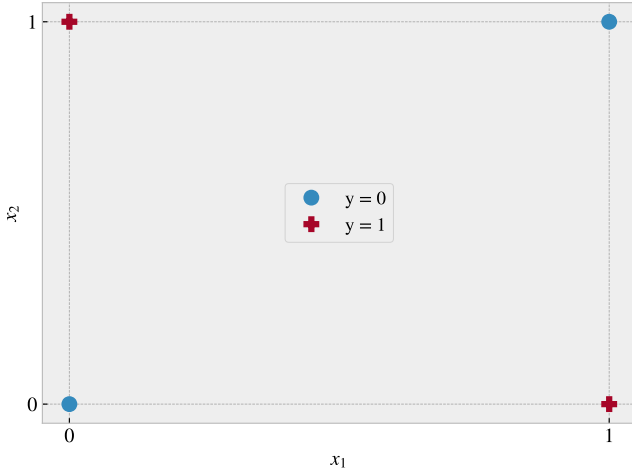 1
x₂
y = 0
y = 1
0
0
1
x₁